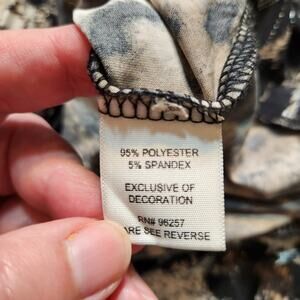 95% POLYESTER
5% SPANDEX
EXCLUSIVE OF
DECORATION
RN# 96257
ARE SEE REVERSE